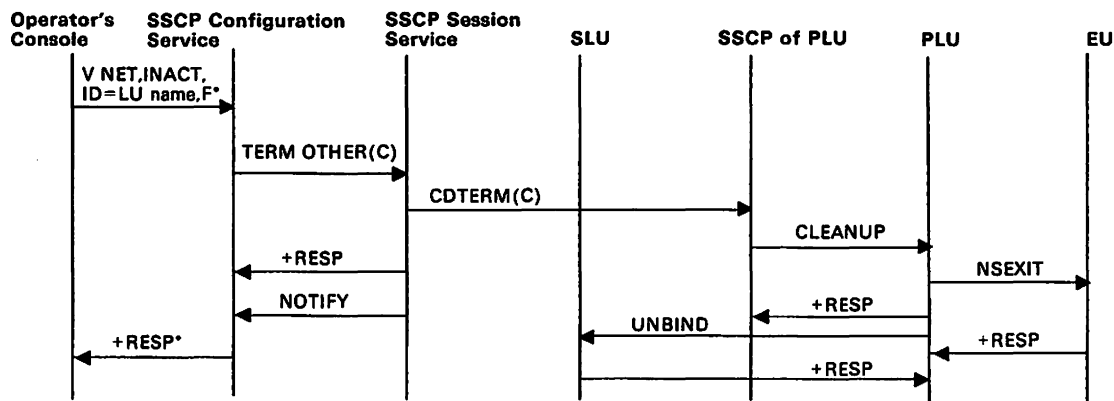 Operator's Console
SSCP Configuration Service
SSCP Session Service
SLU
SSCP of PLU
PLU
EU
V NET,INACT,
ID=LU name,F*
TERM OTHER(C)
CDTERM(C)
CLEANUP
+RESP
NSEXIT
NOTIFY
+RESP
UNBIND
+RESP*
+RESP
+RESP